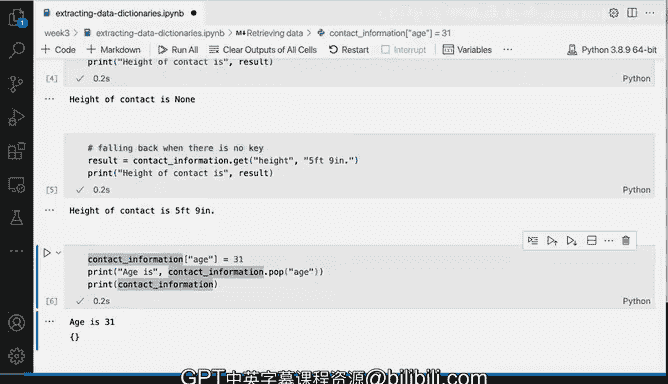 extracting-data-dictionaries.ipynb
week3 > extracting-data-dictionaries.ipynb > Retrieving data > contact_information["age"] = 31
+ Code + Markdown Run All Clear Outputs of All Cells Restart Interrupt Variables ... Python 3.8.9 64-bit
print("Height of contact is", result)
[4] ✓ 0.2s Python
... Height of contact is None
# falling back when there is no key
result = contact_information.get("height", "5ft 9in.")
print("Height of contact is", result)
[5] ✓ 0.2s Python
... Height of contact is 5ft 9in.
contact_information["age"] = 31
print("Age is", contact_information.pop("age"))
print(contact_information)
[6] ✓ 0.2s Python
... Age is 31
{}
GPT中英字幕课程资源@bilibili.com